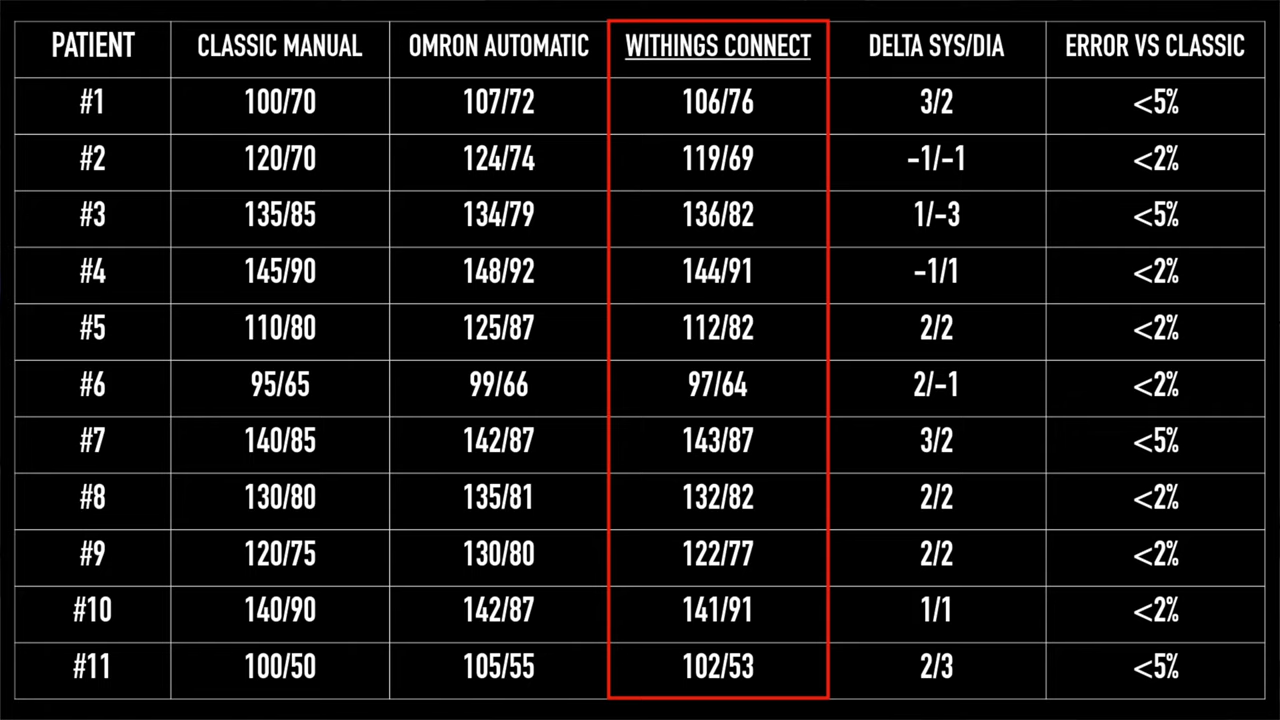 PATIENT CLASSIC MANUAL OMRON AUTOMATIC WITHINGS CONNECT DELTA SYS/DIA ERROR VS CLASSIC
#1 100/70 107/72 106/76 3/2 <5%
#2 120/70 124/74 119/69 -1/-1 <2%
#3 135/85 134/79 136/82 1/-3 <5%
#4 145/90 148/92 144/91 -1/1 <2%
#5 110/80 125/87 112/82 2/2 <2%
#6 95/65 99/66 97/64 2/-1 <2%
#7 140/85 142/87 143/87 3/2 <5%
#8 130/80 135/81 132/82 2/2 <2%
#9 120/75 130/80 122/77 2/2 <2%
#10 140/90 142/87 141/91 1/1 <2%
#11 100/50 105/55 102/53 2/3 <5%